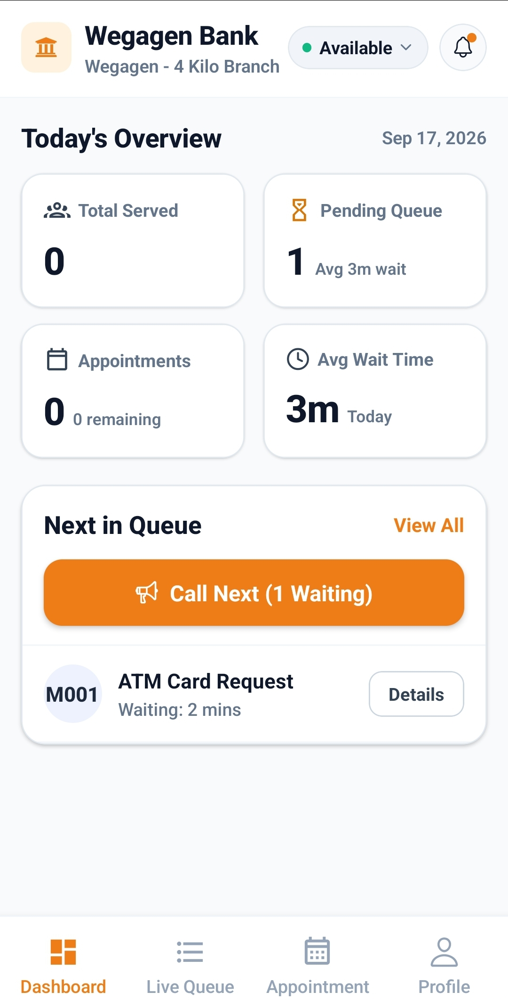 Wegagen Bank
Wegagen - 4 Kilo Branch
Available
Today's Overview
Sep 17, 2026
Total Served
0
Pending Queue
1 Avg 3m wait
Appointments
0 0 remaining
Avg Wait Time
3m Today
Next in Queue
View All
Call Next (1 Waiting)
M001
ATM Card Request
Waiting: 2 mins
Details
Dashboard
Live Queue
Appointment
Profile